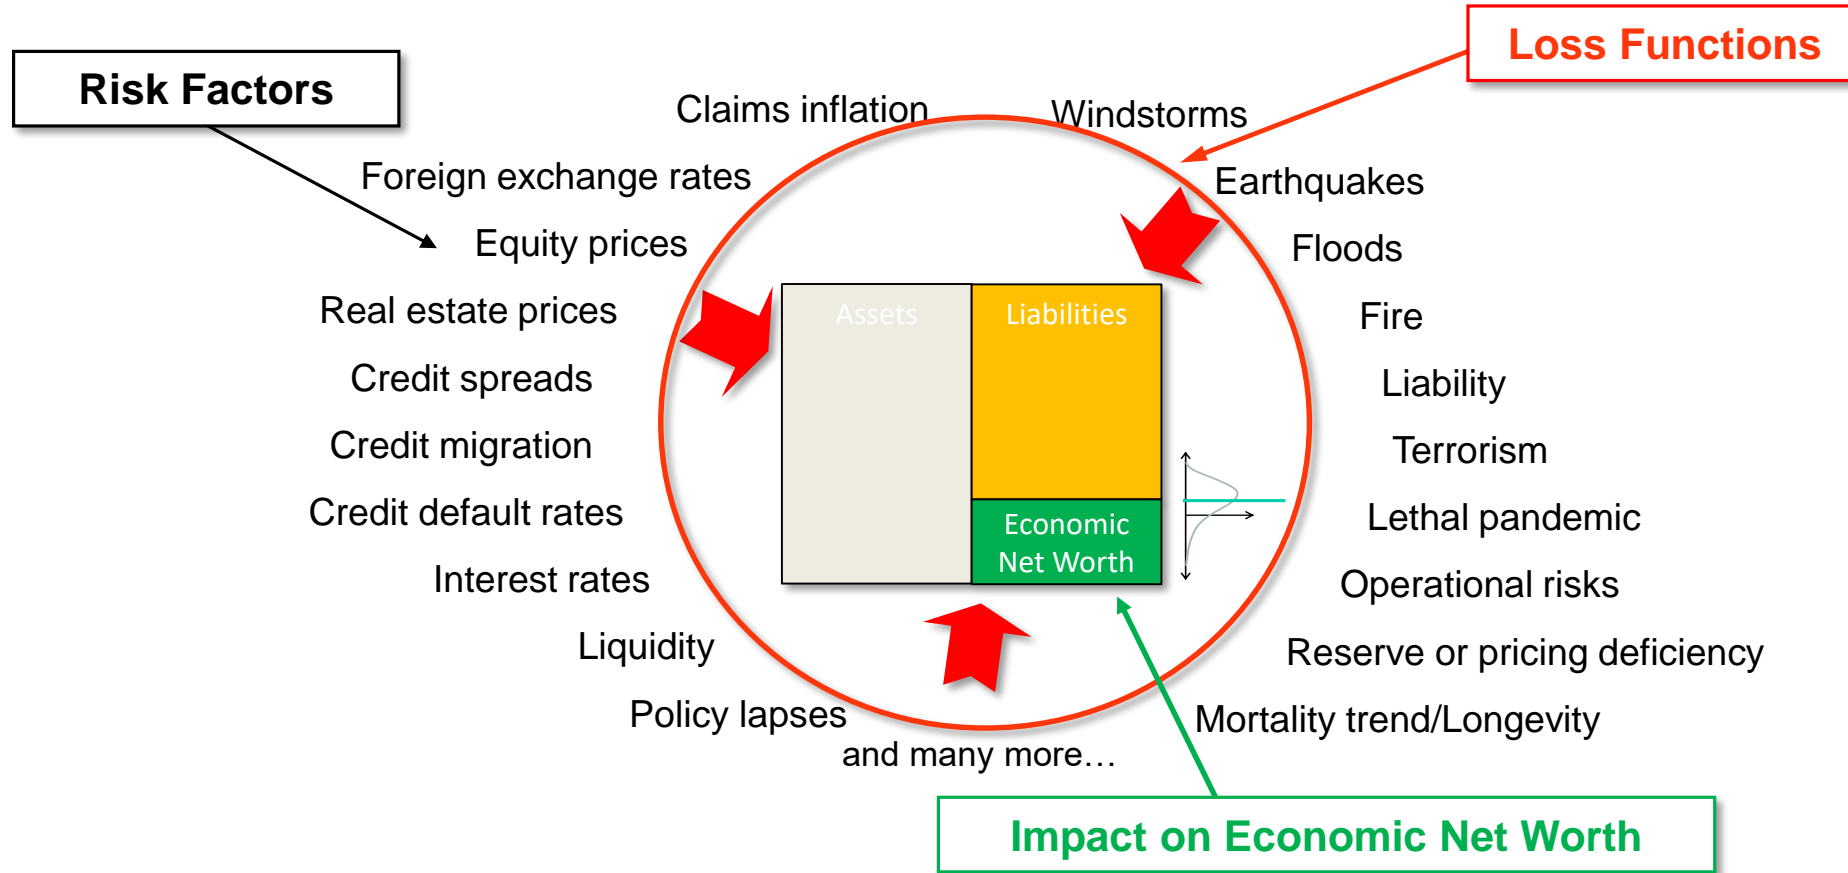 Loss Functions
Risk Factors
Claims inflation
Windstorms
Foreign exchange rates
Earthquakes
Equity prices
Floods
Real estate prices
Assets
Liabilities
Fire
Credit spreads
Liability
Credit migration
Terrorism
Credit default rates
Economic
Net Worth
Lethal pandemic
Interest rates
Operational risks
Liquidity
Reserve or pricing deficiency
Policy lapses
Mortality trend/Longevity
and many more…
Impact on Economic Net Worth